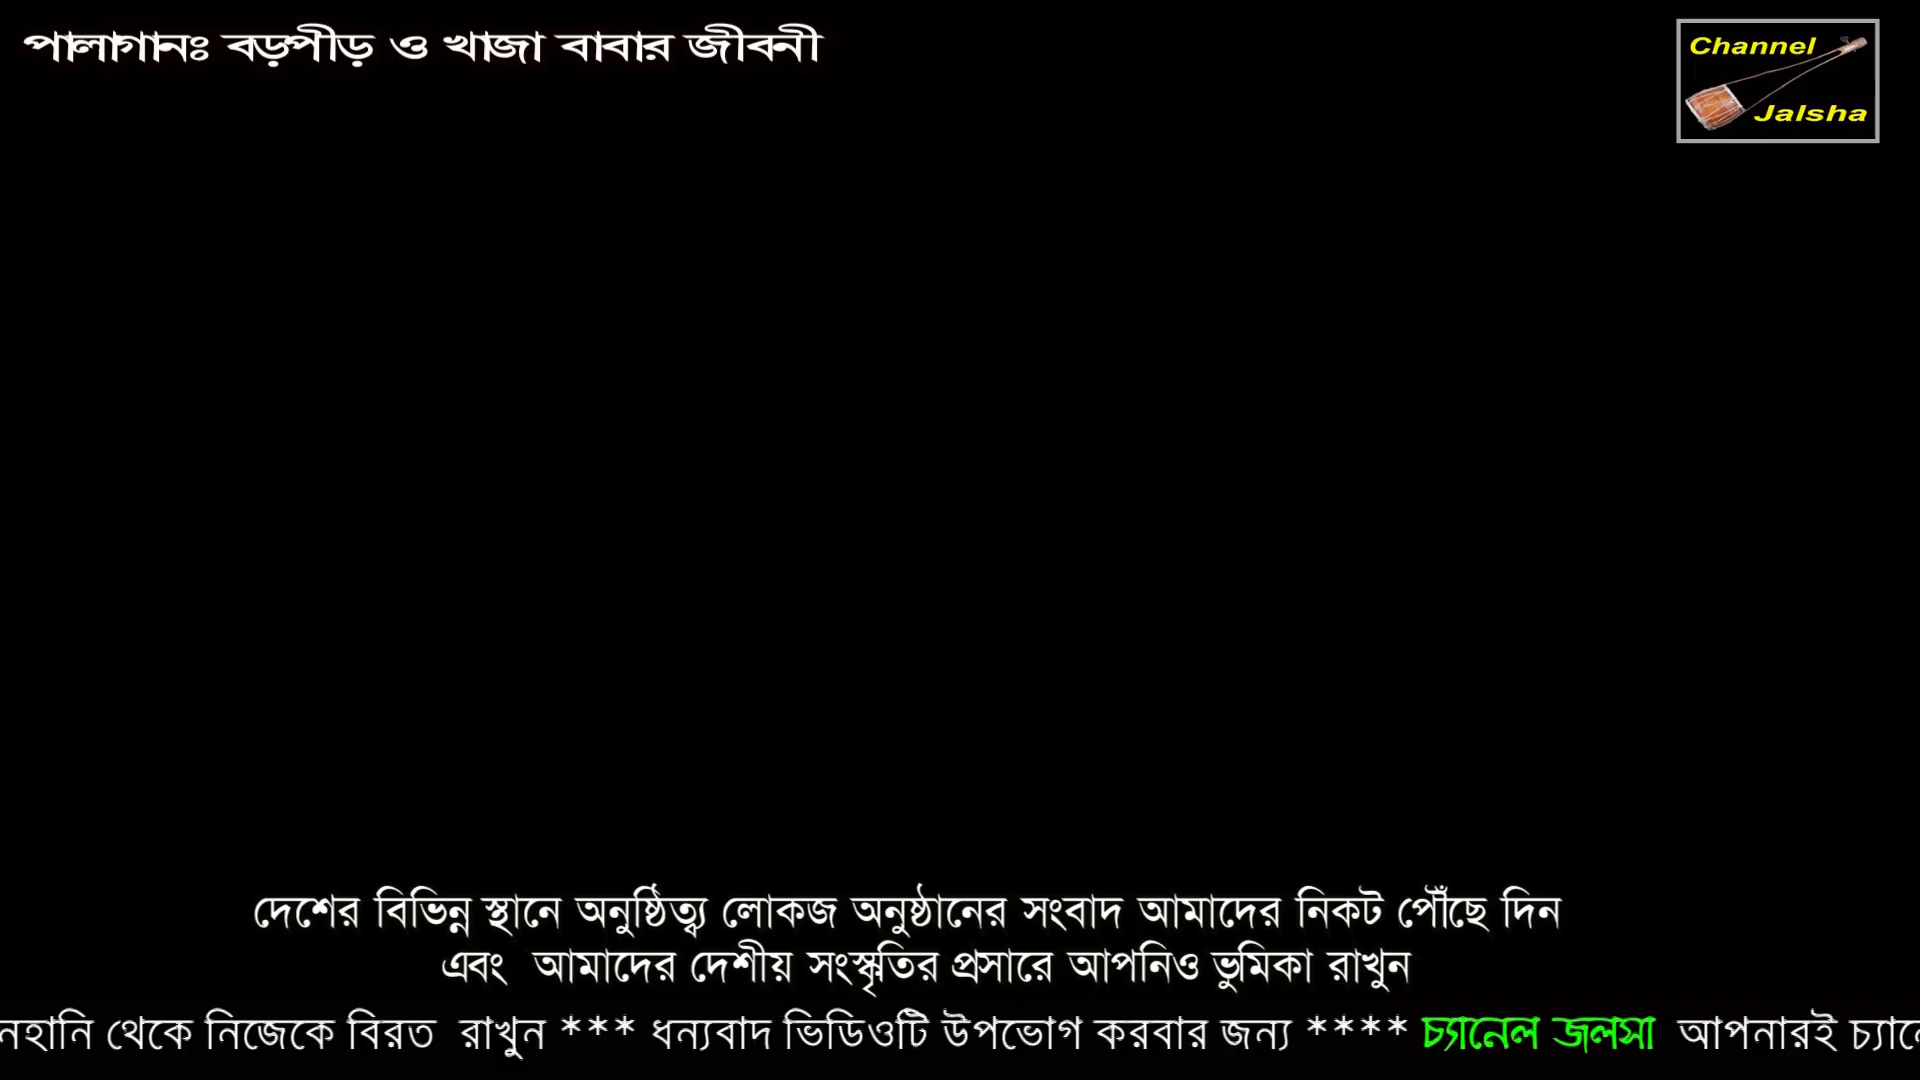 পালাগানঃ বড়পীড় ও খাজা বাবার জীবনী
Channel
Jalsha
দেশের বিভিন্ন স্থানে অনুষ্ঠিত্ব্য লোকজ অনুষ্ঠানের সংবাদ আমাদের নিকট পৌঁছে দিন
এবং আমাদের দেশীয় সংস্কৃতির প্রসারে আপনিও ভুমিকা রাখুন
নহানি থেকে নিজেকে বিরত রাখুন *** ধন্যবাদ ভিডিওটি উপভোগ করবার জন্য **** চ্যানেল জলসা আপনারই চ্যানে